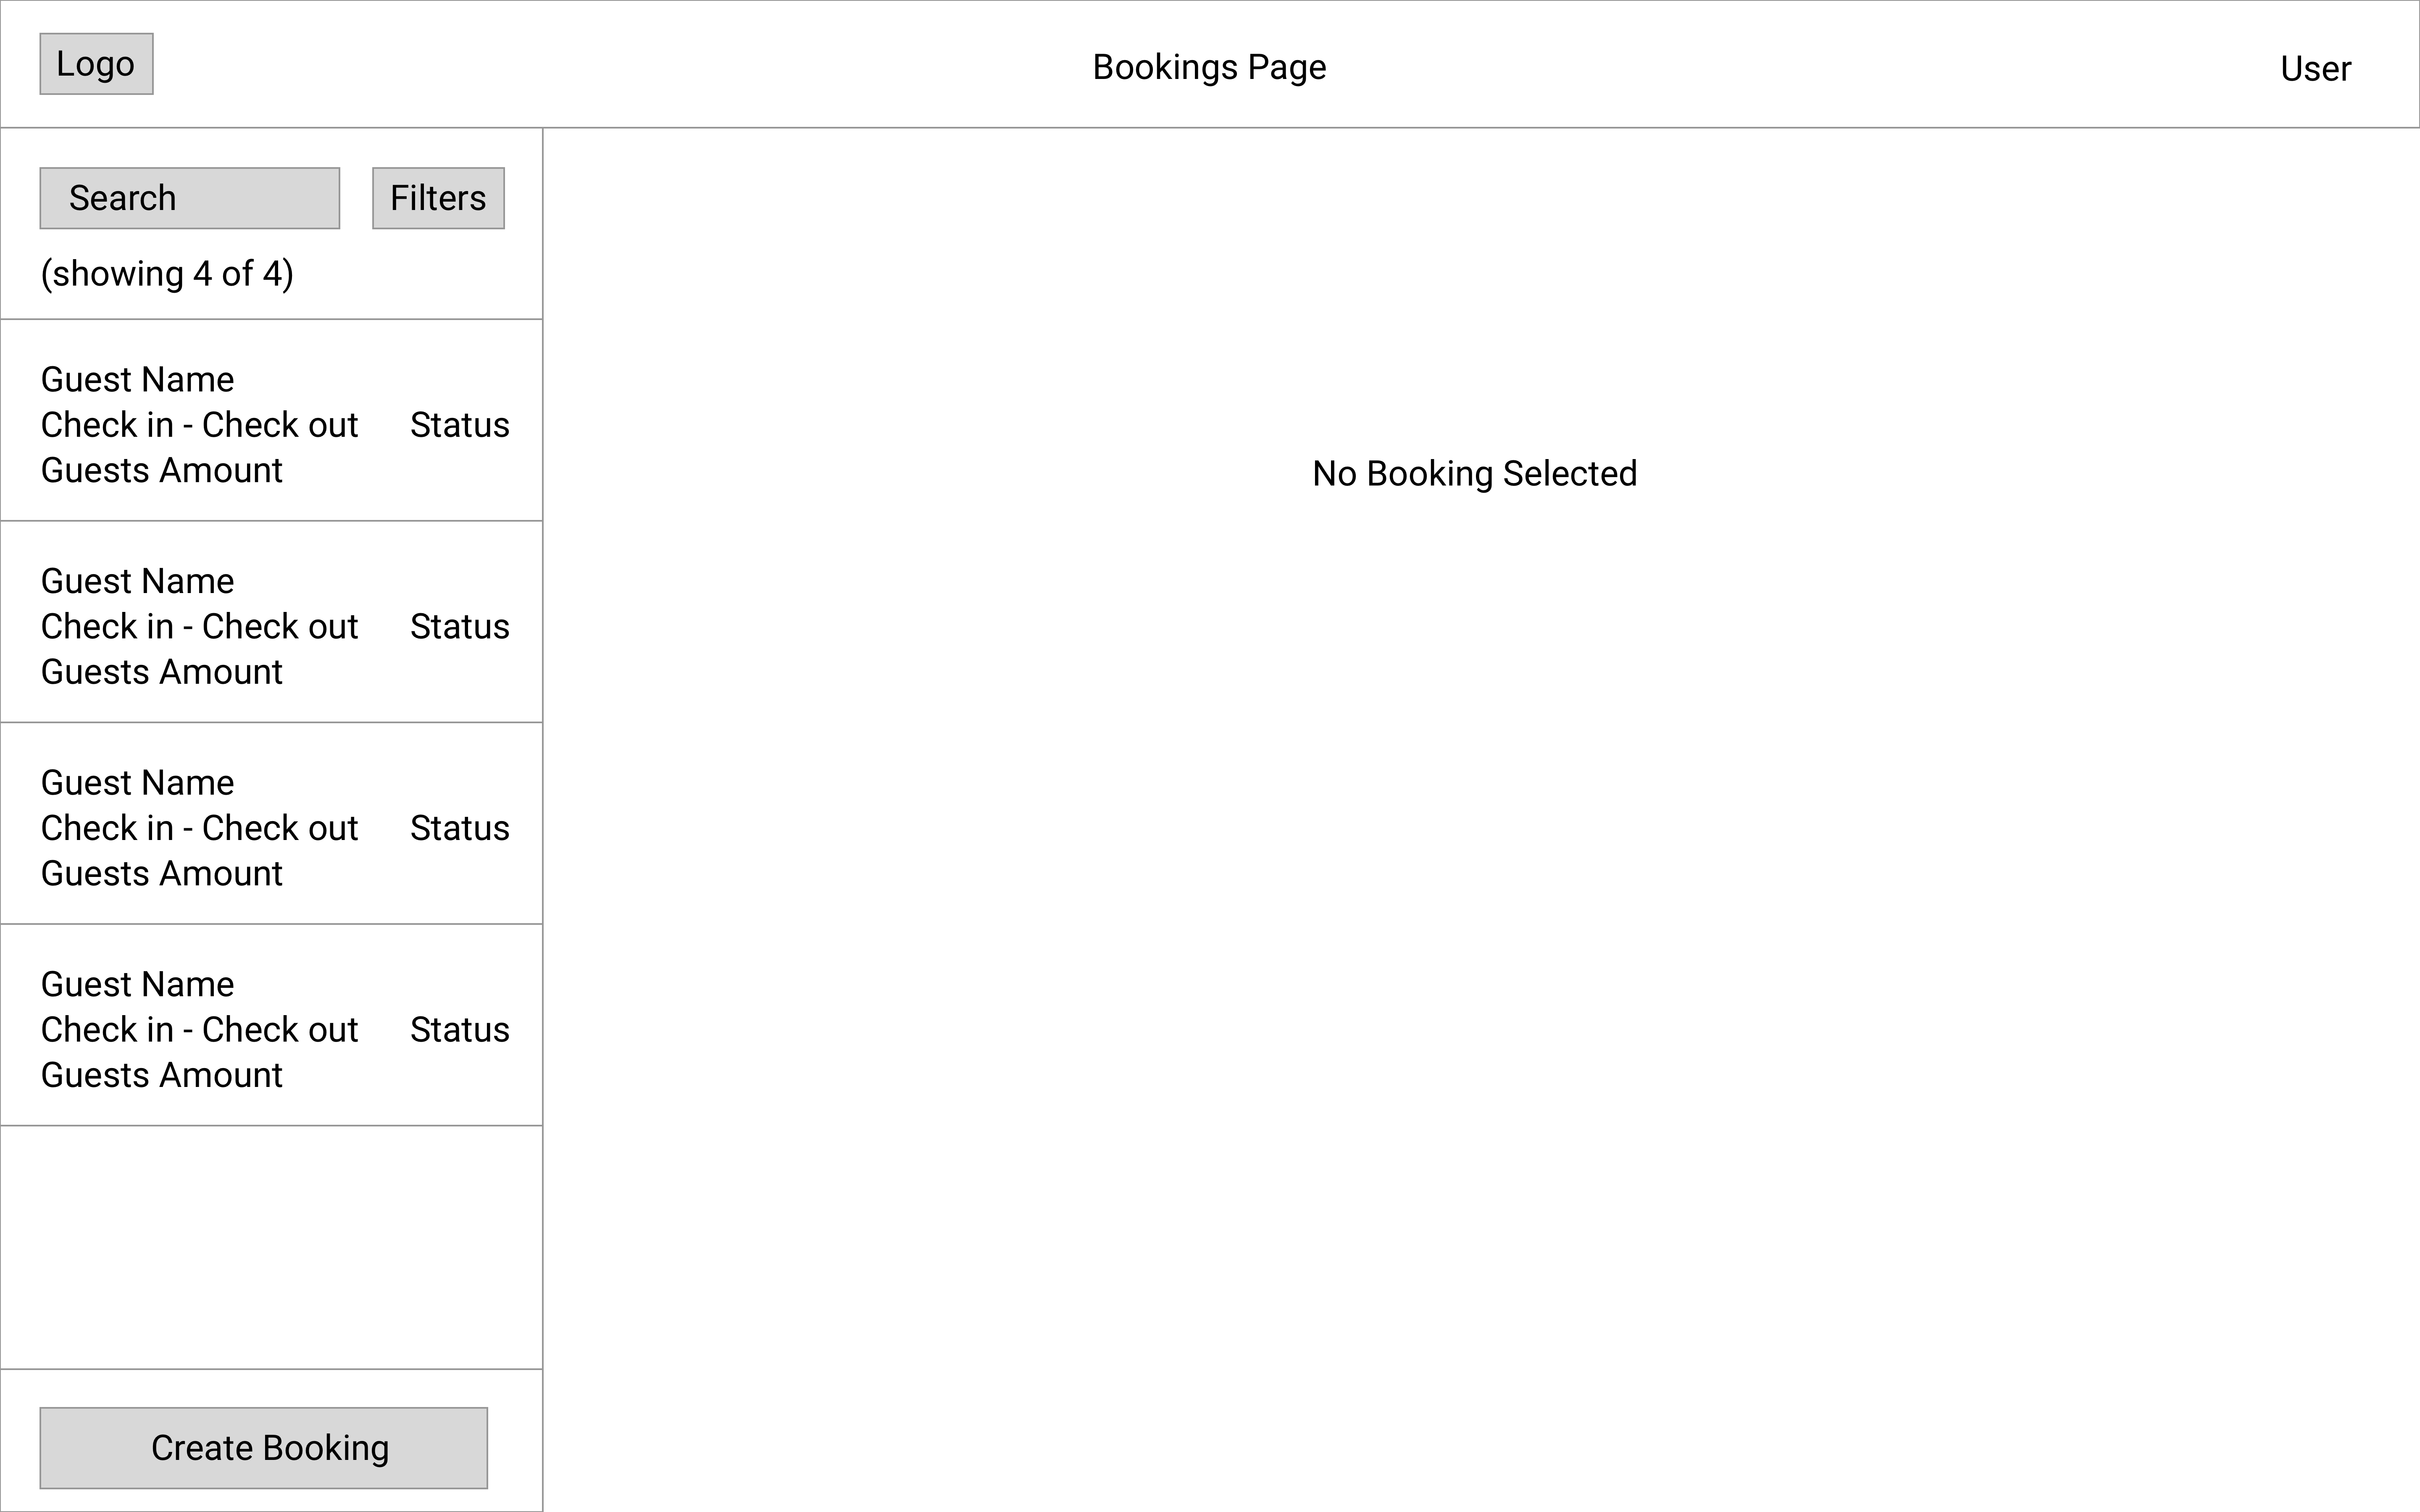 Logo
Bookings Page
User
Search
Filters
(showing 4 of 4)
Guest Name
Check in - Check out
Status
Guests Amount
Guest Name
Check in - Check out
Status
Guests Amount
Guest Name
Check in - Check out
Status
Guests Amount
Guest Name
Check in - Check out
Status
Guests Amount
No Booking Selected
Create Booking